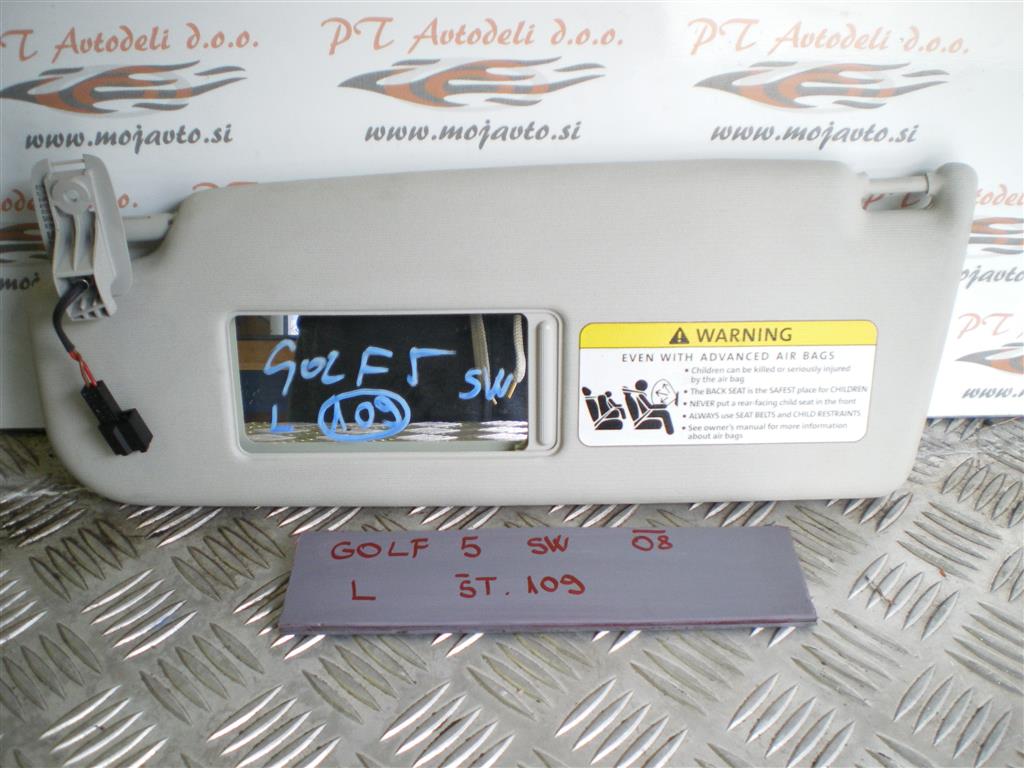 PT Avtodeli d.o.o.
www.mojavto.si
PT Avtodeli d.o.o.
www.mojavto.si
PT Avtodeli d.o.o.
www.mojavto.si
WARNING
EVEN WITH ADVANCED AIR BAGS
• Children can be killed or seriously injured
by the air bag
• The BACK SEAT is the SAFEST place for CHILDREN
• NEVER put a rear-facing child seat in the front
• ALWAYS use SEAT BELTS and CHILD RESTRAINTS
• See owner's manual for more information
about air bags
GOLF 5 SW
L 109
GOLF 5 SW 08
L ŠT. 109